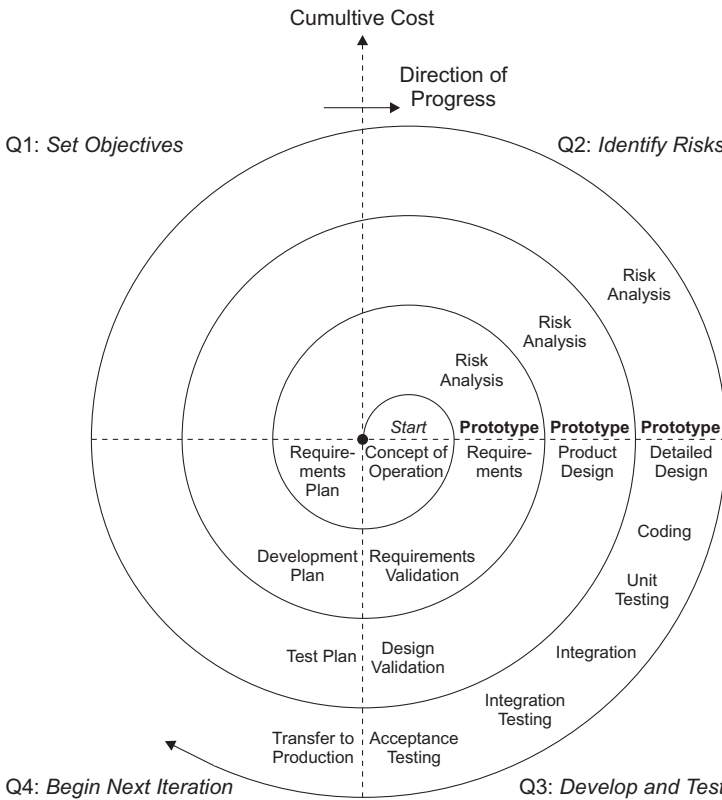 Cumultive Cost
Direction of
Progress
Q1: Set Objectives
Q2: Identify Risks
Risk
Analysis
Risk
Analysis
Risk
Analysis
Start
Prototype
Prototype
Prototype
Require-
ments
Plan
Concept of
Operation
Require-
ments
Product
Design
Detailed
Design
Coding
Development
Plan
Requirements
Validation
Unit
Testing
Test Plan
Design
Validation
Integration
Integration
Testing
Transfer to
Production
Acceptance
Testing
Q4: Begin Next Iteration
Q3: Develop and Test